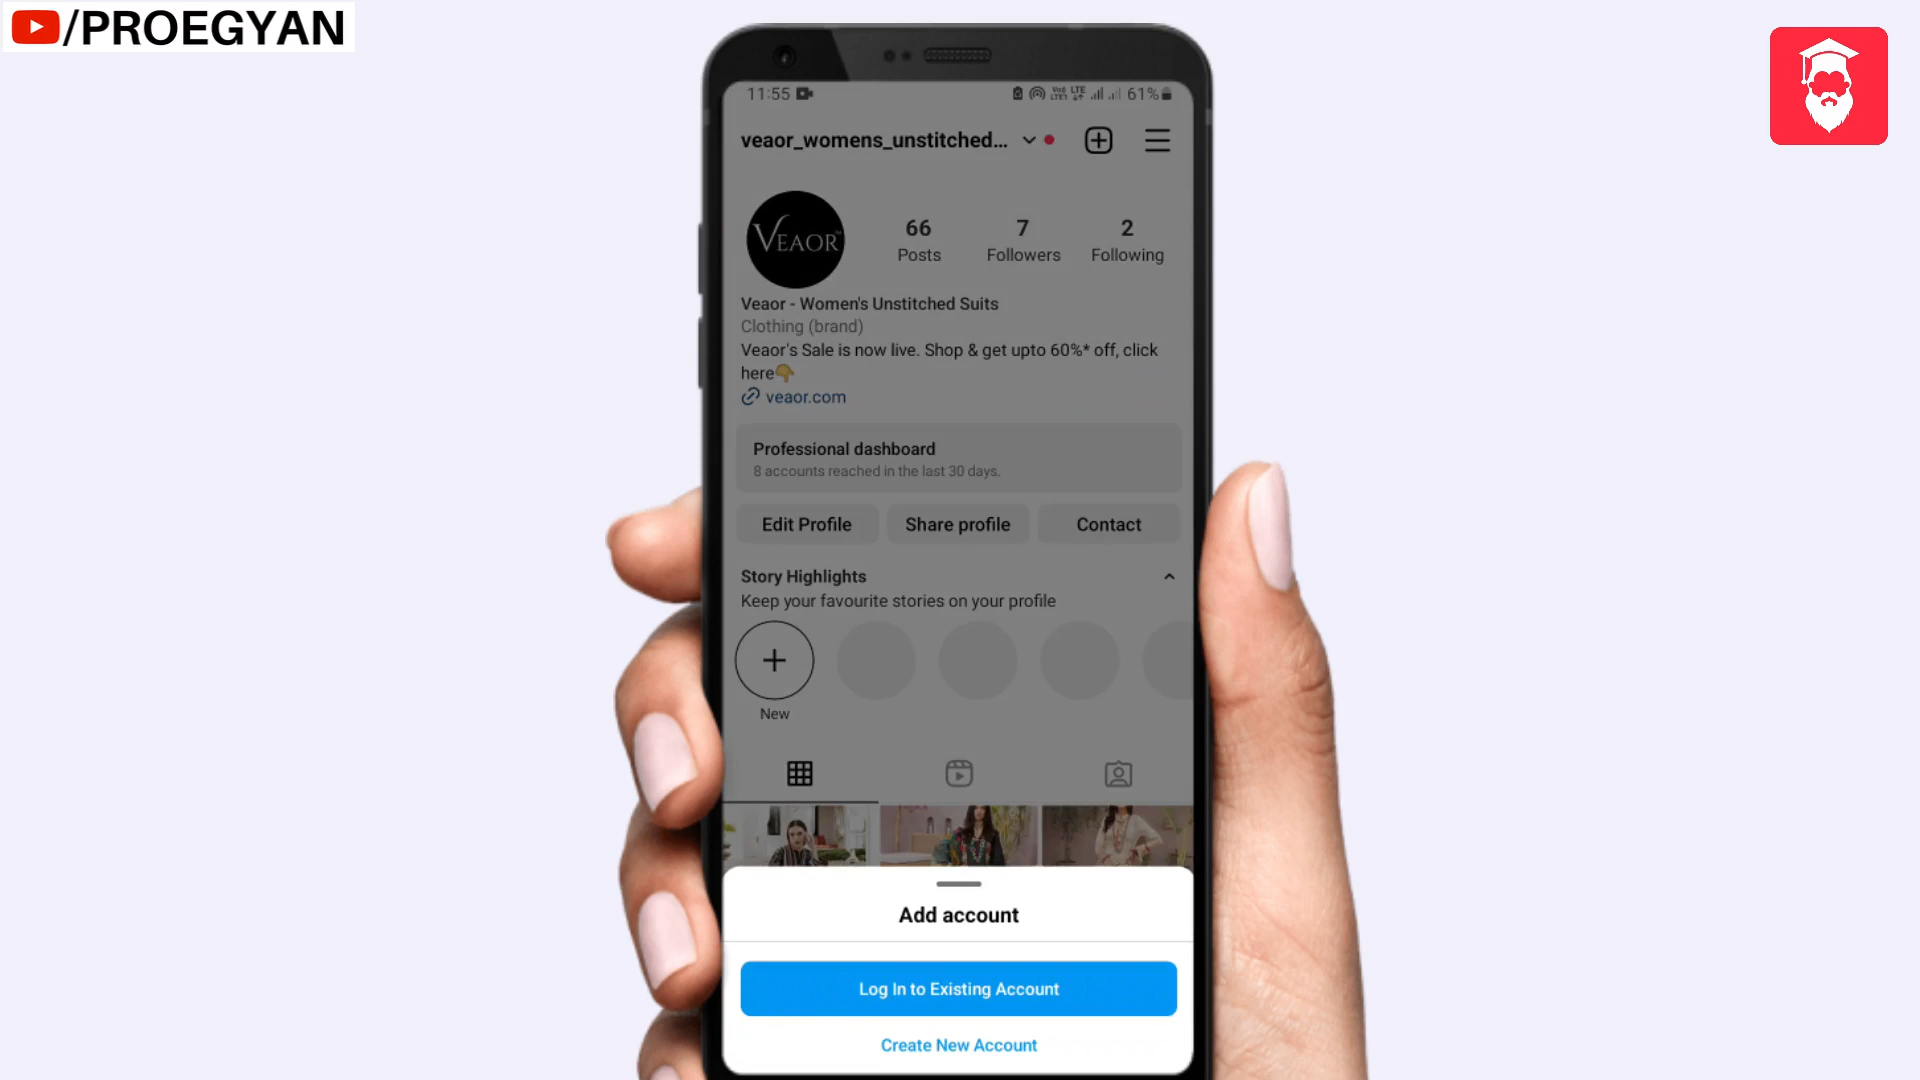 /PROEGYAN
11:55 61%
veaor_womens_unstitched...
VEAOR
66 7 2
Posts Followers Following
Veaor - Women's Unstitched Suits
Clothing (brand)
Veaor's Sale is now live. Shop & get upto 60%* off, click
here👇
veaor.com
Professional dashboard
8 accounts reached in the last 30 days.
Edit Profile Share profile Contact
Story Highlights
Keep your favourite stories on your profile
New
Add account
Log In to Existing Account
Create New Account